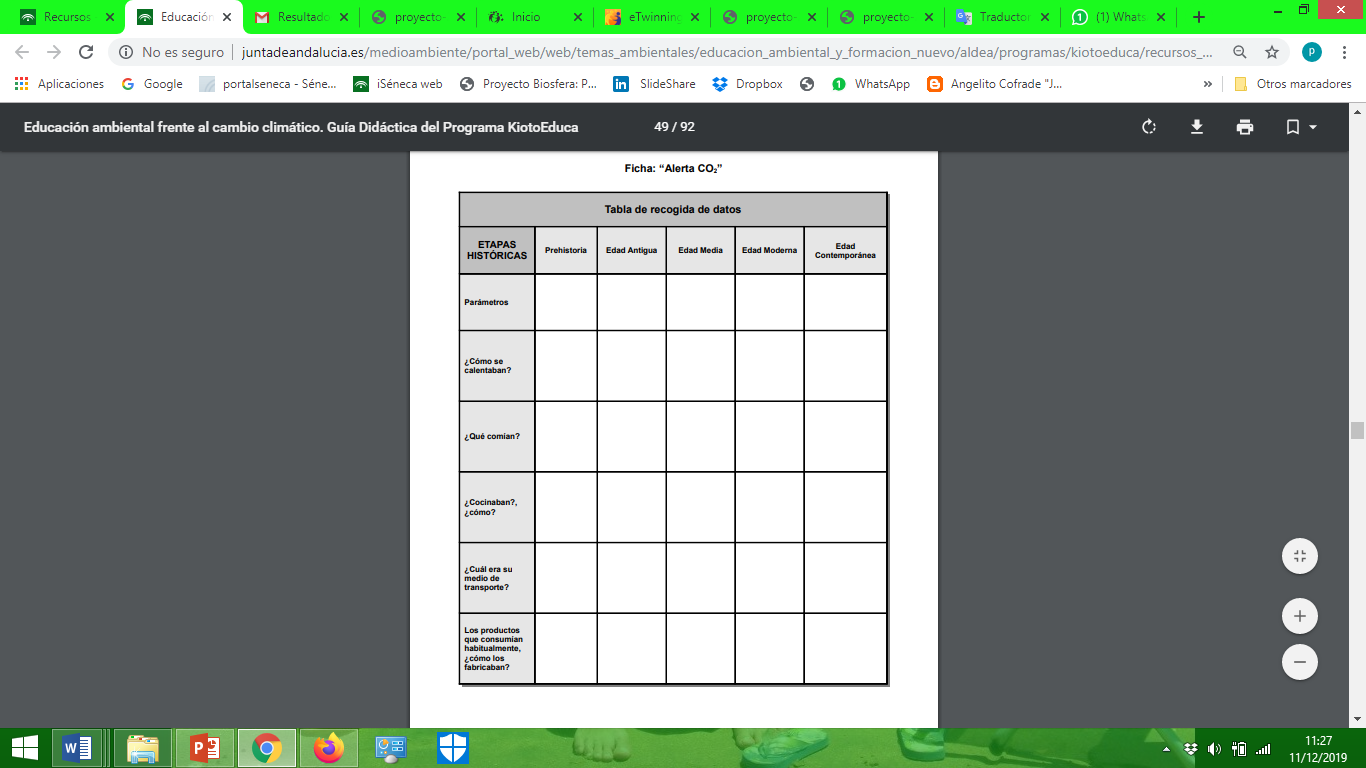 Recursos
Educación
Resultado
proyecto-
Inicio
eTwinning
proyecto-
proyecto-
Traductor
(1) Whats
No es seguro | juntadeandalucia.es/medioambiente/portal_web/web/temas_ambientales/educacion_ambiental_y_formacion_nuevo/aldea/programas/kiotoeduca/recursos_...
P
Aplicaciones
Google
portalseneca - Séne...
iSéneca web
Proyecto Biosfera: P...
SlideShare
Dropbox
WhatsApp
Angelito Cofrade "J...
»
Otros marcadores
Educación ambiental frente al cambio climático. Guía Didáctica del Programa KiotoEduca
49 / 92
Ficha: “Alerta CO₂”
Tabla de recogida de datos
ETAPAS
HISTÓRICAS
Prehistoria
Edad Antigua
Edad Media
Edad Moderna
Edad
Contemporánea
Parámetros
¿Cómo se
calentaban?
¿Qué comían?
¿Cocinaban?,
¿cómo?
¿Cuál era su
medio de
transporte?
Los productos
que consumían
habitualmente,
¿cómo los
fabricaban?
11:27
11/12/2019